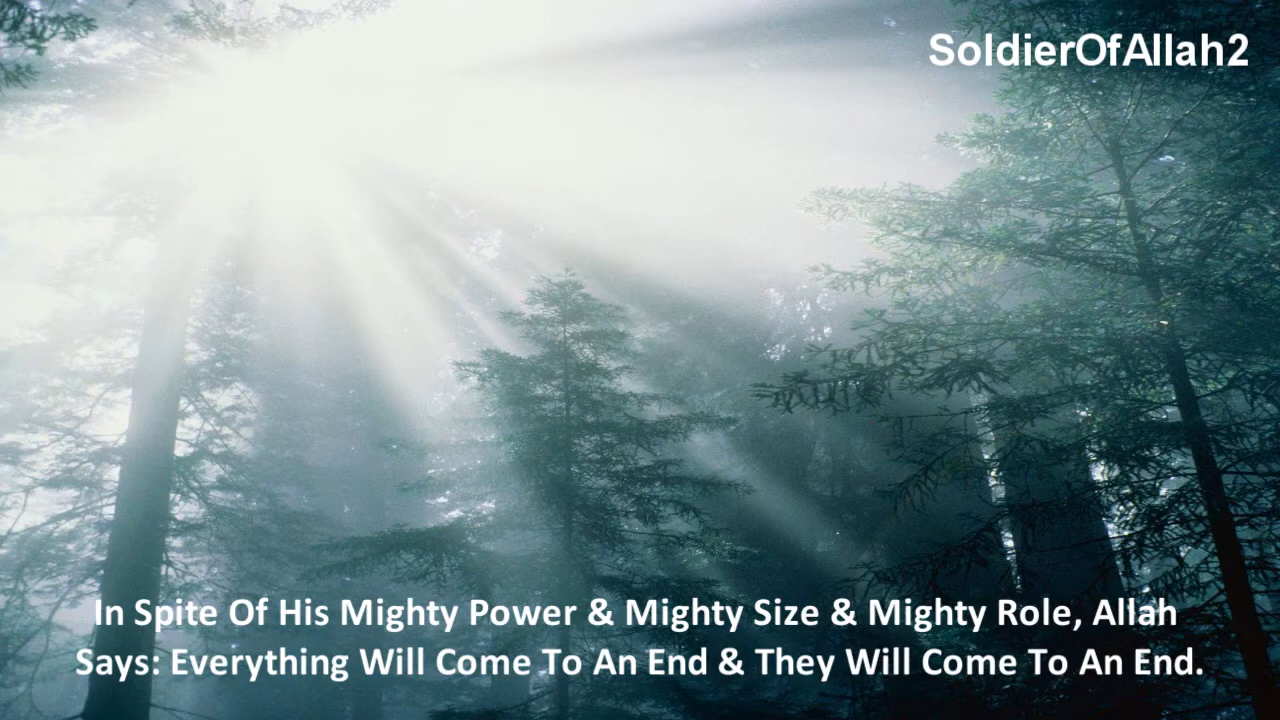 SoldierOfAllah2
In Spite Of His Mighty Power & Mighty Size & Mighty Role, Allah
Says: Everything Will Come To An End & They Will Come To An End.